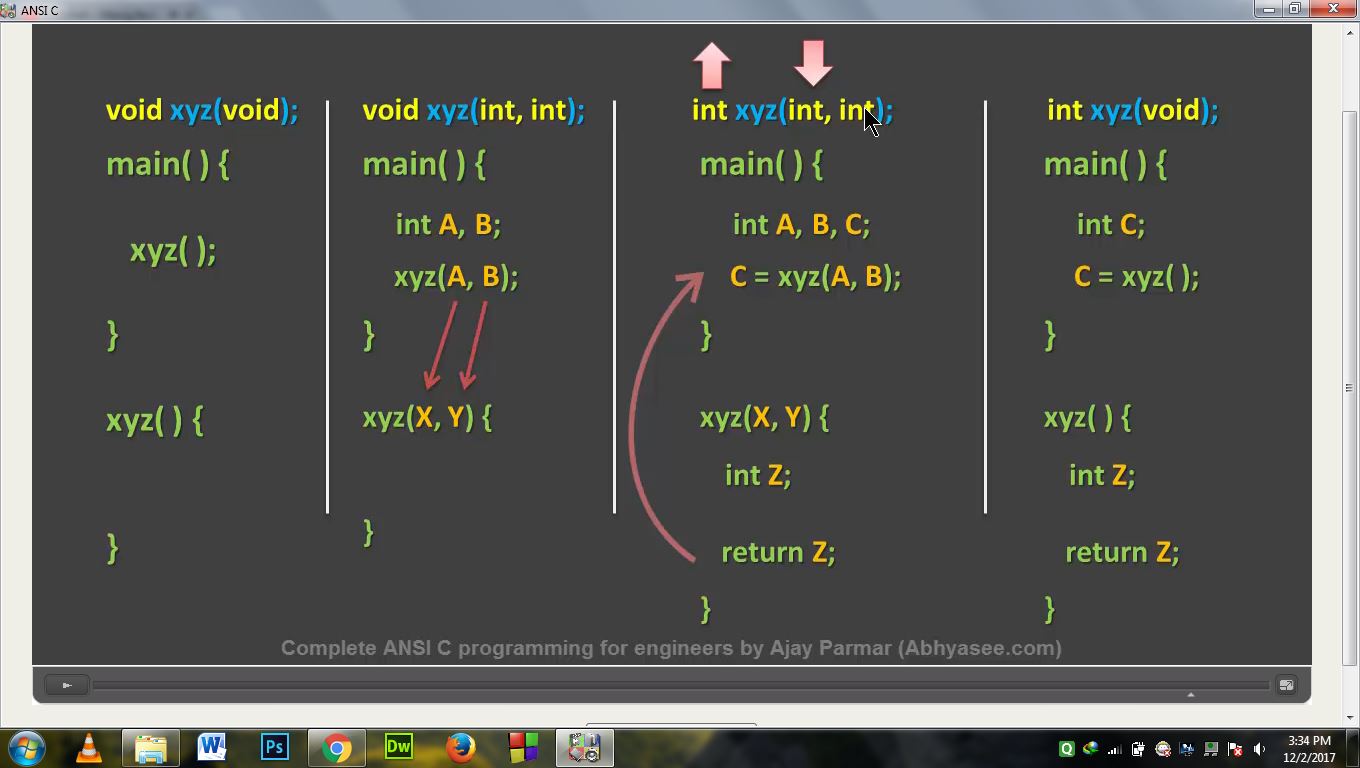 ANSI C
void xyz(void);
main( ) {
xyz( );
}
xyz( ) {
}
void xyz(int, int);
main( ) {
int A, B;
xyz(A, B);
}
xyz(X, Y) {
}
int xyz(int, int);
main( ) {
int A, B, C;
C = xyz(A, B);
}
xyz(X, Y) {
int Z;
return Z;
}
int xyz(void);
main( ) {
int C;
C = xyz( );
}
xyz( ) {
int Z;
return Z;
}
Complete ANSI C programming for engineers by Ajay Parmar (Abhyasee.com)
W
Ps
Dw
Q
3:34 PM
12/2/2017